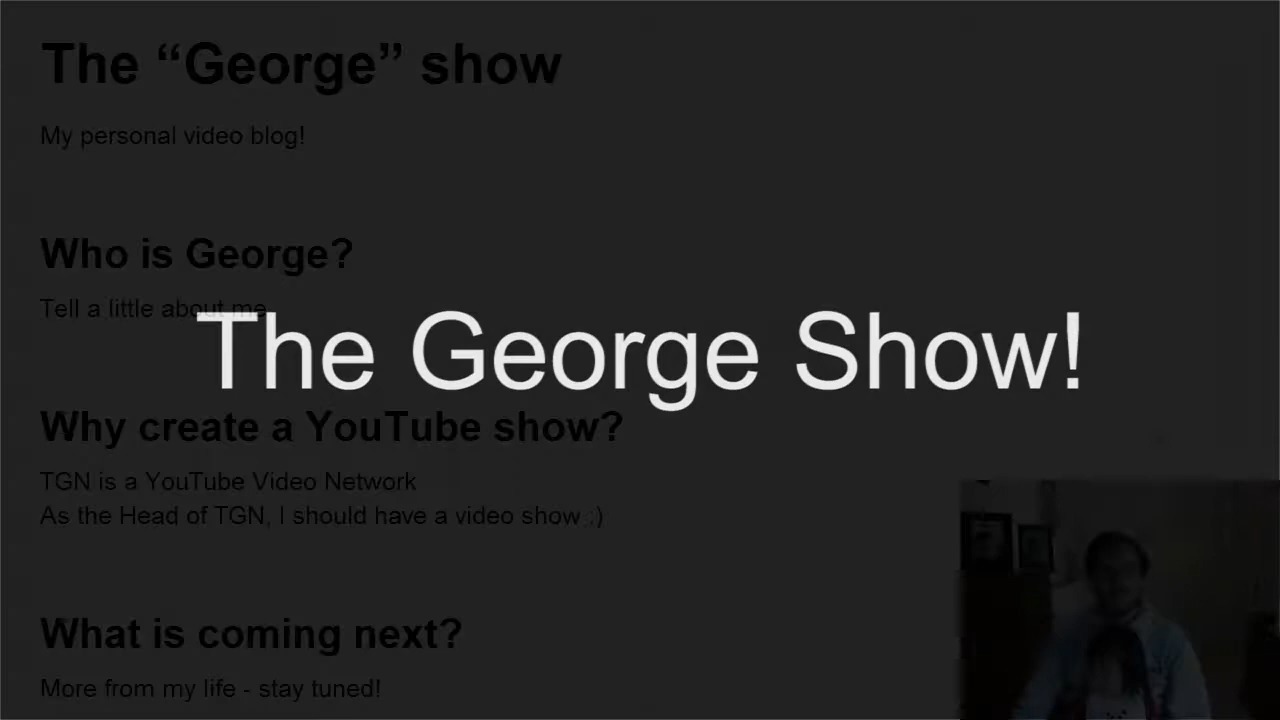 The “George” show
My personal video blog!
Who is George?
Tell a little about me
The George Show!
Why create a YouTube show?
TGN is a YouTube Video Network
As the Head of TGN, I should have a video show ;)
What is coming next?
More from my life - stay tuned!